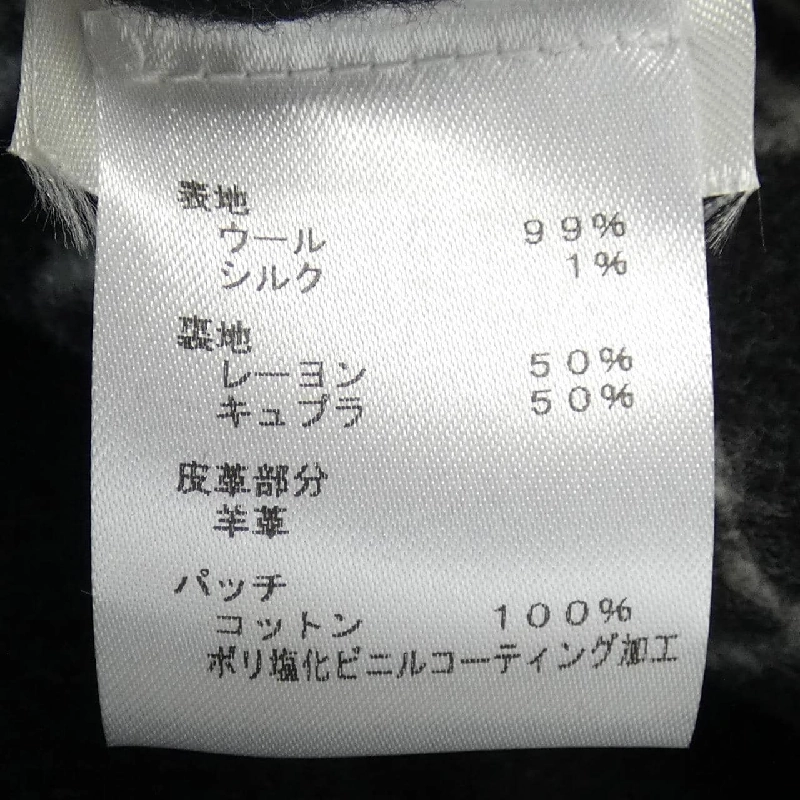 表地
ウール ９９％
シルク １％
裏地
レーヨン ５０％
キュプラ ５０％
皮革部分
羊革
パッチ
コットン １００％
ポリ塩化ビニルコーティング加工